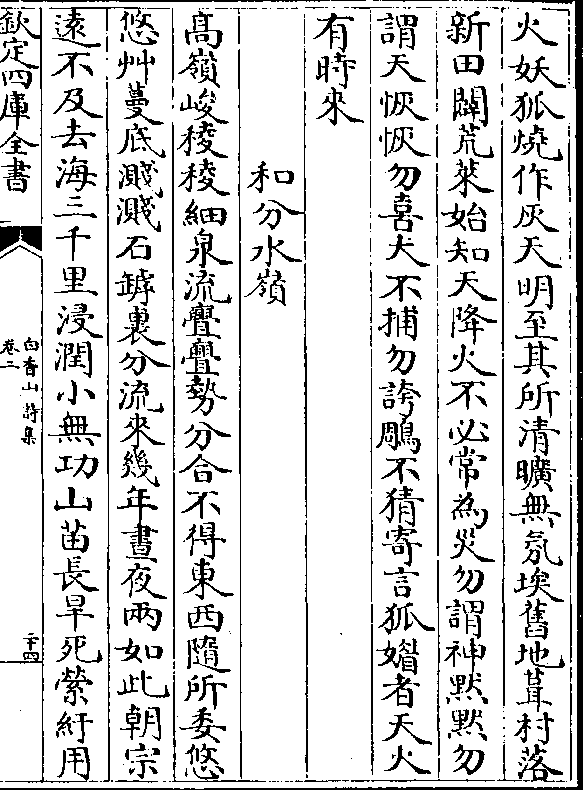 火妖狐燒作灰天明至其所清曠無氛埃舊地葺村落
新田闢荒萊始知天降火不必常為災勿謂神黙黙勿
謂天恢恢勿喜犬不捕勿誇鵰不猜寄言狐媚者天火
有時來
和分水嶺
髙嶺峻稜稜細泉流亹亹勢分合不得東西隨所委悠
悠艸蔓底濺濺石罅裏分流來幾年晝夜兩如此朝宗
逺不及去海三千里浸潤小無功山苗長旱死縈紆用
欽定四庫全書
白香山詩集
卷二
二十四